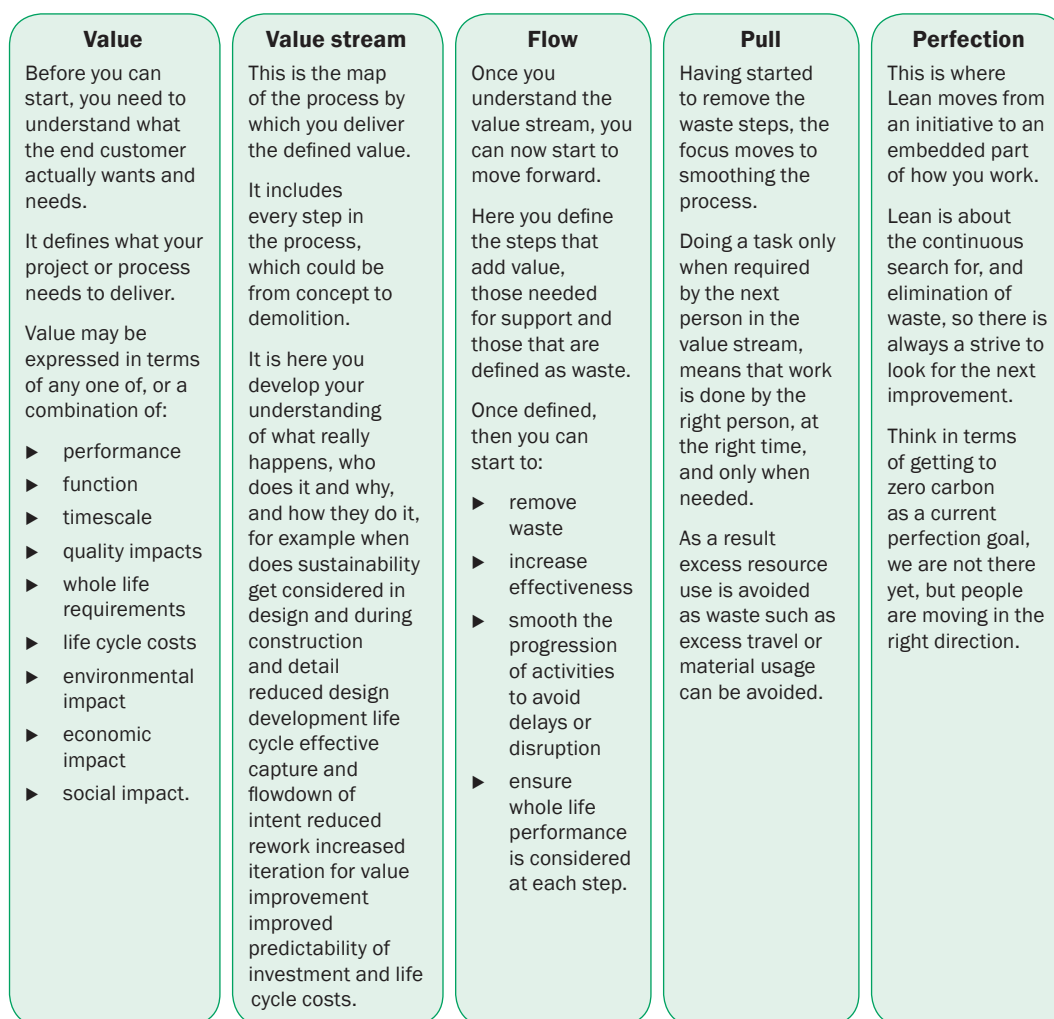 Value
Before you can
start, you need to
understand what
the end customer
actually wants and
needs.
It defines what your
project or process
needs to deliver.
Value may be
expressed in terms
of any one of, or a
combination of:
▶ performance
▶ function
▶ timescale
▶ quality impacts
▶ whole life
requirements
▶ life cycle costs
▶ environmental
impact
▶ economic
impact
▶ social impact.
Value stream
This is the map
of the process by
which you deliver
the defined value.
It includes
every step in
the process,
which could be
from concept to
demolition.
It is here you
develop your
understanding
of what really
happens, who
does it and why,
and how they do it,
for example when
does sustainability
get considered in
design and during
construction
and detail
reduced design
development life
cycle effective
capture and
flowdown of
intent reduced
rework increased
iteration for value
improvement
improved
predictability of
investment and life
cycle costs.
Flow
Once you
understand the
value stream, you
can now start to
move forward.
Here you define
the steps that
add value,
those needed
for support and
those that are
defined as waste.
Once defined,
then you can
start to:
▶ remove
waste
▶ increase
effectiveness
▶ smooth the
progression
of activities
to avoid
delays or
disruption
▶ ensure
whole life
performance
is considered
at each step.
Pull
Having started
to remove the
waste steps, the
focus moves to
smoothing the
process.
Doing a task only
when required
by the next
person in the
value stream,
means that work
is done by the
right person, at
the right time,
and only when
needed.
As a result
excess resource
use is avoided
as waste such as
excess travel or
material usage
can be avoided.
Perfection
This is where
Lean moves from
an initiative to an
embedded part
of how you work.
Lean is about
the continuous
search for, and
elimination of
waste, so there is
always a strive to
look for the next
improvement.
Think in terms
of getting to
zero carbon
as a current
perfection goal,
we are not there
yet, but people
are moving in the
right direction.